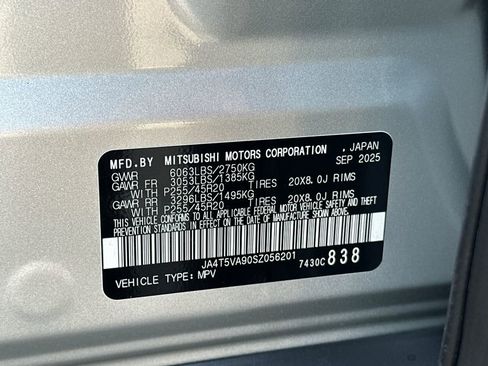 MFD.BY MITSUBISHI MOTORS CORPORATION , JAPAN
GWWR 6063LBS/2750KG SEP 2025
GAWR FR 3053LBS/1385KG
WITH P255/45R20 TIRES 20X8.0J RIMS
GAWR RR 3296LBS/1495KG
WITH P255/45R20 TIRES 20X8.0J RIMS
THIS VEHICLE CONFORMS TO ALL APPLICABLE FEDERAL MOTOR VEHICLE SAFETY AND THEFT
PREVENTION STANDARDS IN EFFECT ON THE DATE OF MANUFACTURE SHOWN ABOVE.
JA4T5VA90SZ056201 7430C 838
VEHICLE TYPE: MPV